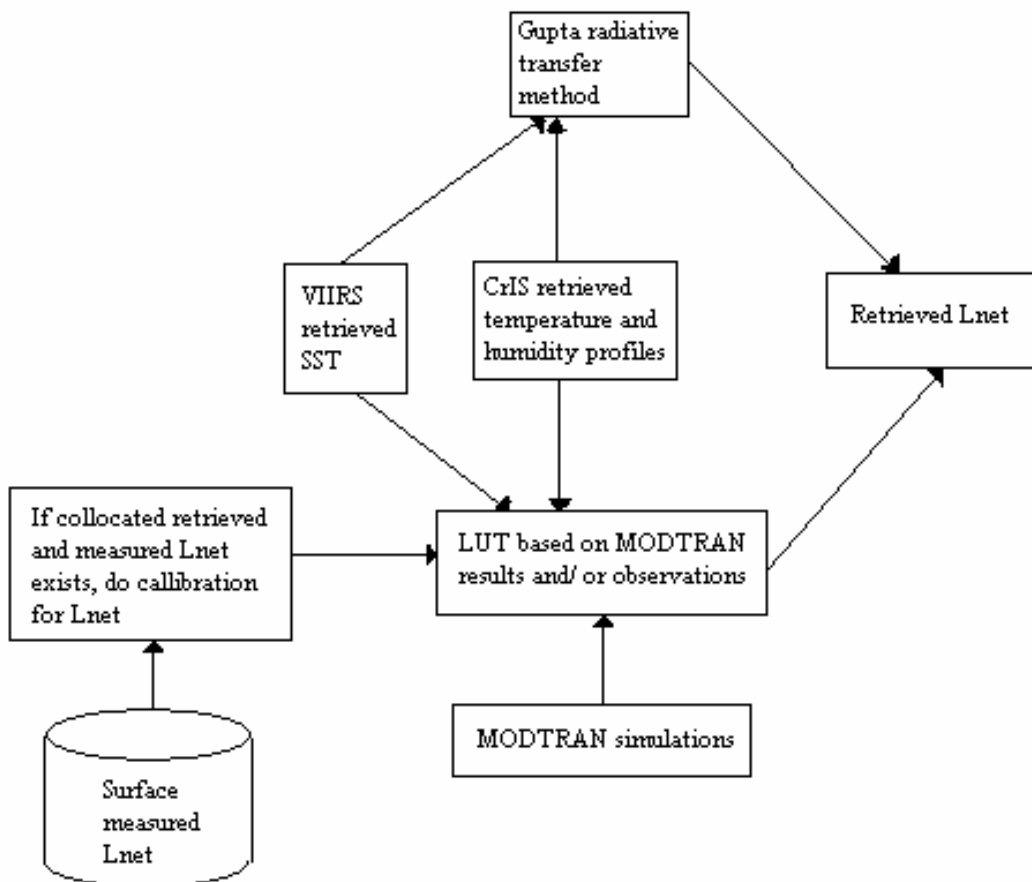 Gupta radiative
transfer
method
VIIRS
retrieved
SST
CrIS retrieved
temperature and
humidity profiles
Retrieved Lnet
If collocated retrieved
and measured Lnet
exists, do callibration
for Lnet
LUT based on MODTRAN
results and/ or observations
MODTRAN simulations
Surface
measured
Lnet